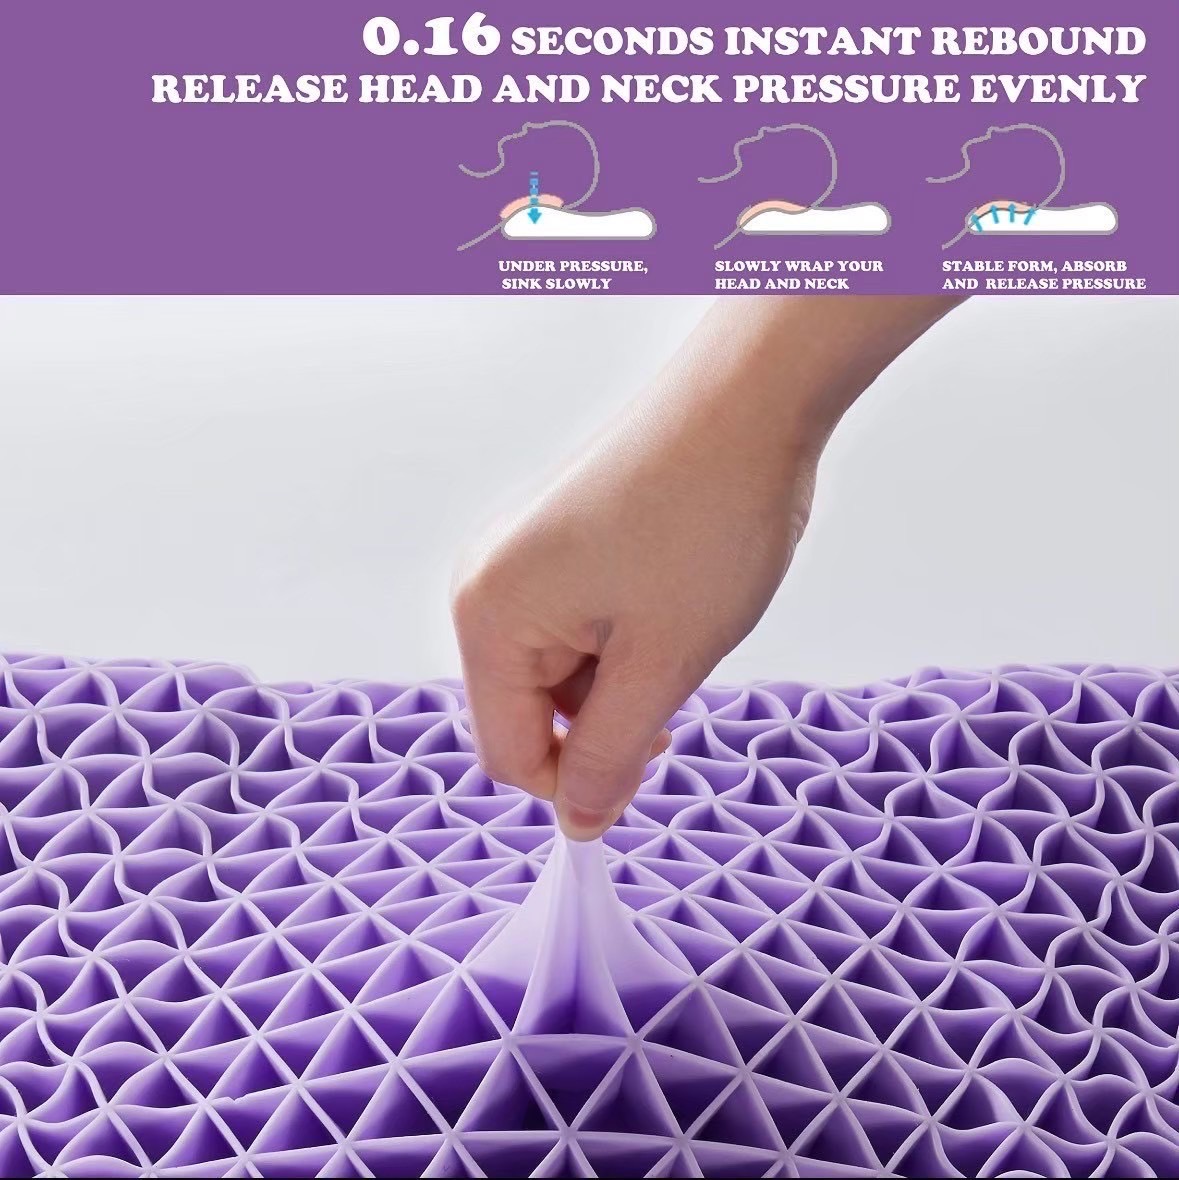 0.16 SECONDS INSTANT REBOUND
RELEASE HEAD AND NECK PRESSURE EVENLY
UNDER PRESSURE,
SINK SLOWLY
SLOWLY WRAP YOUR
HEAD AND NECK
STABLE FORM, ABSORB
AND RELEASE PRESSURE